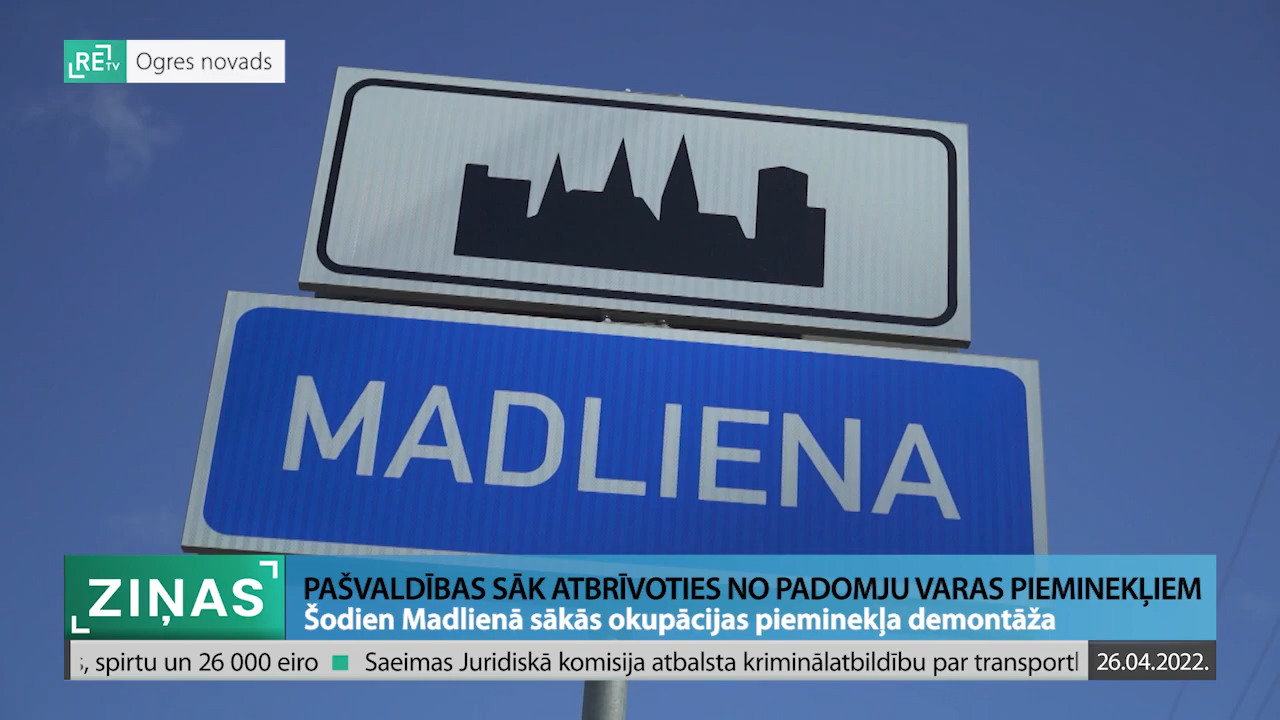 RE TV Ogres novads
MADLIENA
ZIŅAS
PAŠVALDĪBAS SĀK ATBRĪVOTIES NO PADOMJU VARAS PIEMINEKĻIEM
Šodien Madlienā sākās okupācijas pieminekļa demontāža
, spirtu un 26 000 eiro ■ Saeimas Juridiskā komisija atbalsta kriminālatbildību par transportl
26.04.2022.